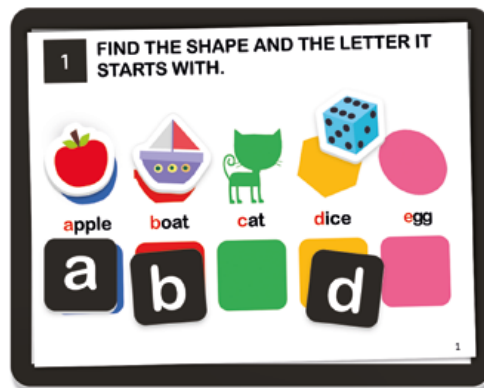 1
FIND THE SHAPE AND THE LETTER IT
STARTS WITH.
apple boat cat dice egg
a b d
1